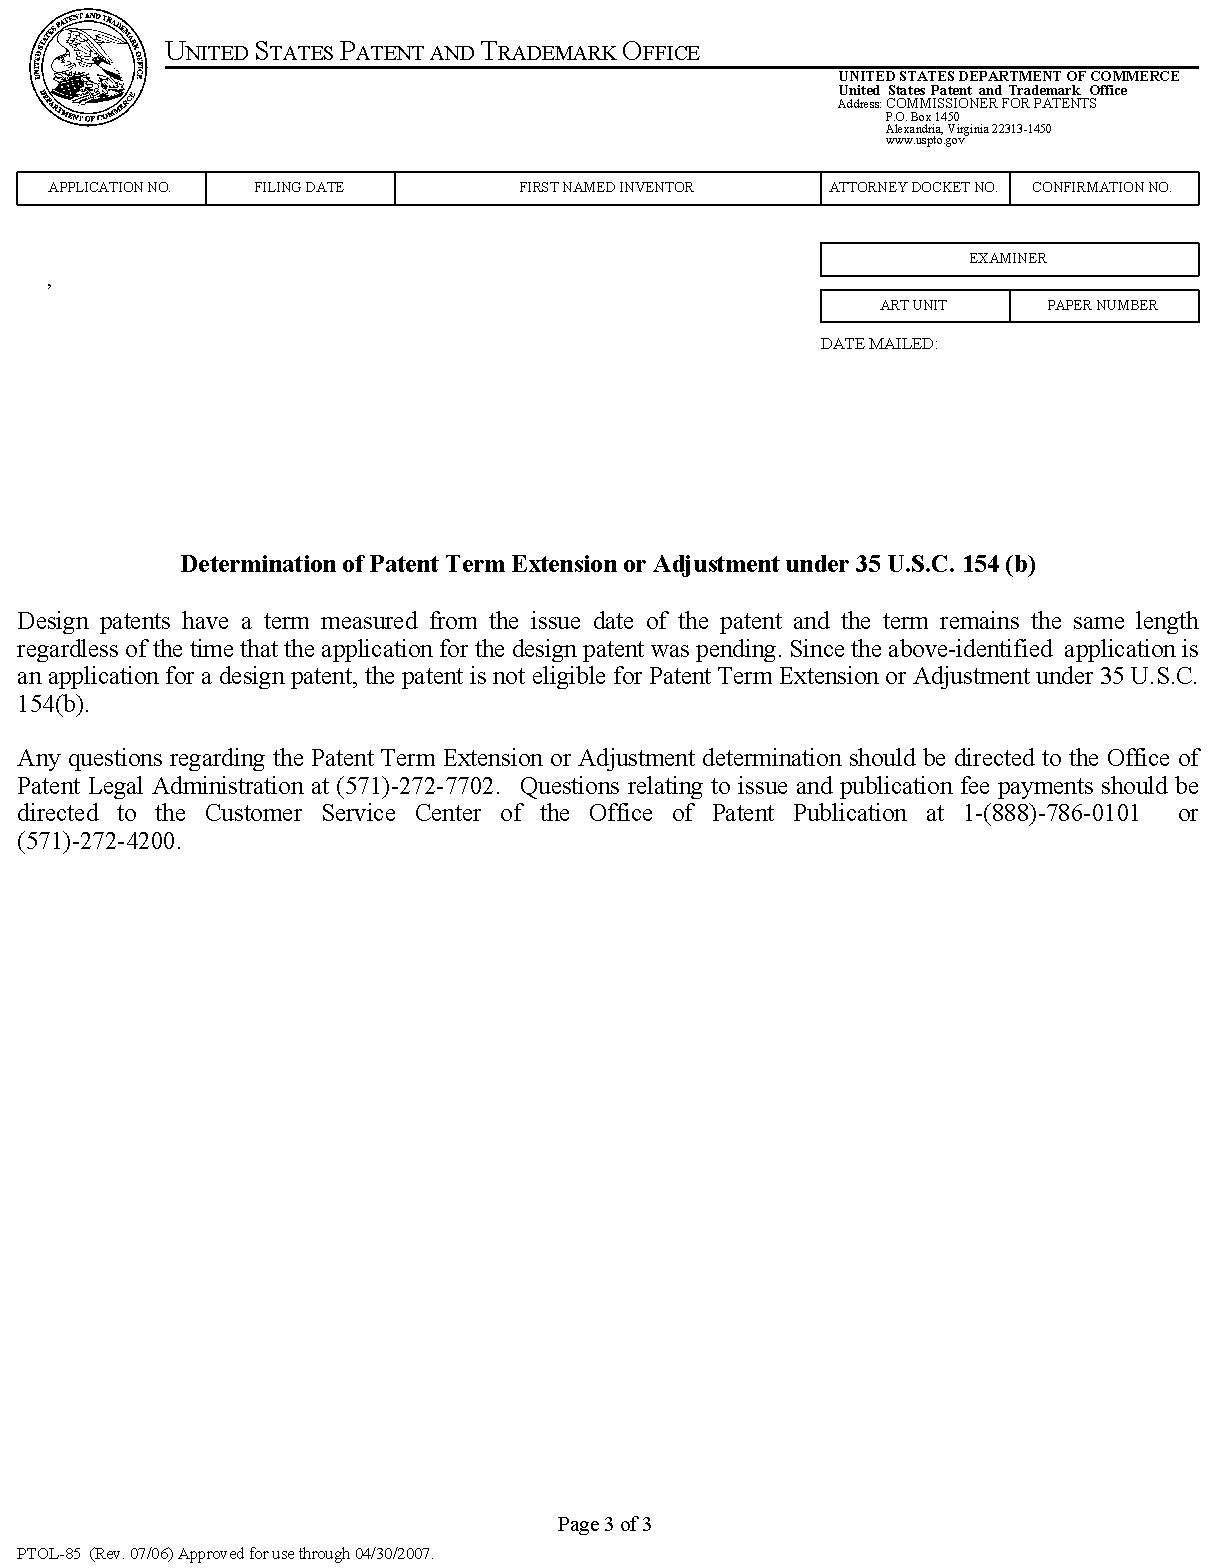 UNITED STATES PATENT AND TRADEMARK OFFICE
UNITED STATES PATENT AND TRADEMARK OFFICE
DEPARTMENT OF COMMERCE
UNITED STATES DEPARTMENT OF COMMERCE
United States Patent and Trademark Office
Address: COMMISSIONER FOR PATENTS
P.O. Box 1450
Alexandria, Virginia 22313-1450
www.uspto.gov
APPLICATION NO. FILING DATE FIRST NAMED INVENTOR ATTORNEY DOCKET NO. CONFIRMATION NO.
EXAMINER
,
ART UNIT PAPER NUMBER
DATE MAILED:
Determination of Patent Term Extension or Adjustment under 35 U.S.C. 154 (b)
Design patents have a term measured from the issue date of the patent and the term remains the same length
regardless of the time that the application for the design patent was pending. Since the above-identified application is
an application for a design patent, the patent is not eligible for Patent Term Extension or Adjustment under 35 U.S.C.
154(b).
Any questions regarding the Patent Term Extension or Adjustment determination should be directed to the Office of
Patent Legal Administration at (571)-272-7702. Questions relating to issue and publication fee payments should be
directed to the Customer Service Center of the Office of Patent Publication at 1-(888)-786-0101 or
(571)-272-4200.
Page 3 of 3
PTOL-85 (Rev. 07/06) Approved for use through 04/30/2007.